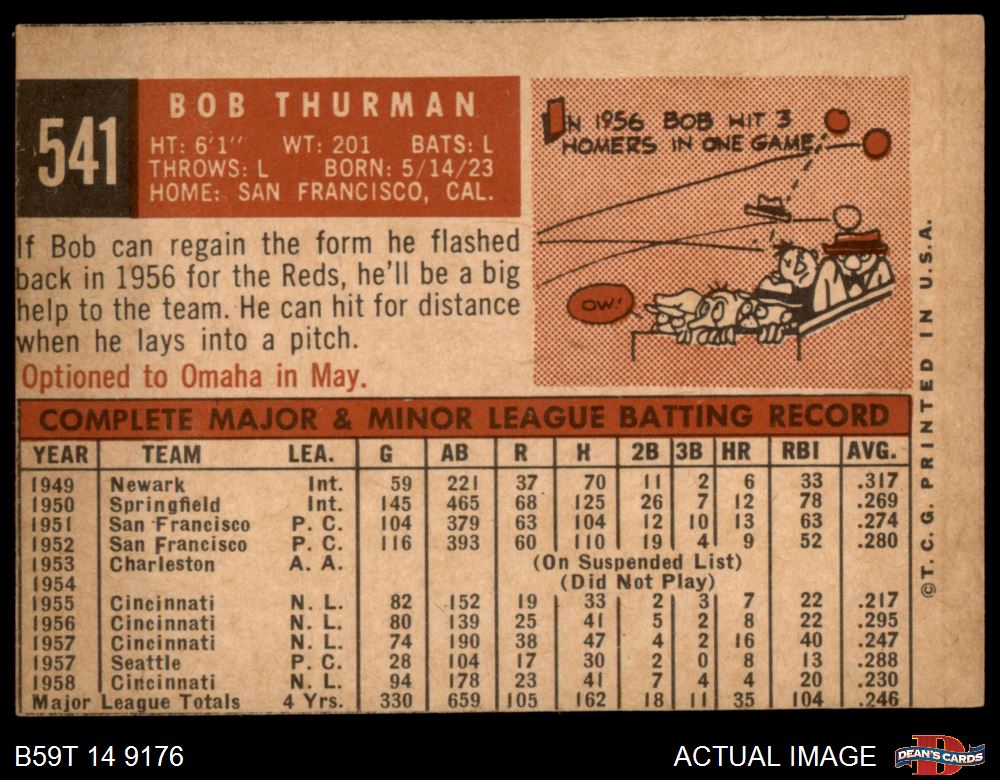 541
BOB THURMAN
HT: 6'1" WT: 201 BATS: L
THROWS: L BORN: 5/14/23
HOME: SAN FRANCISCO, CAL.
If Bob can regain the form he flashed
back in 1956 for the Reds, he'll be a big
help to the team. He can hit for distance
when he lays into a pitch.
Optioned to Omaha in May.
IN 1956 BOB HIT 3
HOMERS IN ONE GAME.
OW!
COMPLETE MAJOR & MINOR LEAGUE BATTING RECORD
YEAR TEAM LEA. G AB R H 2B 3B HR RBI AVG.
1949 Newark Int. 59 221 37 70 11 2 6 33 .317
1950 Springfield Int. 145 465 68 125 26 7 12 78 .269
1951 San Francisco P. C. 104 379 63 104 12 10 13 63 .274
1952 San Francisco P. C. 116 393 60 110 19 4 9 52 .280
1953 Charleston A. A. (On Suspended List)
1954 (Did Not Play)
1955 Cincinnati N. L. 82 152 19 33 2 3 7 22 .217
1956 Cincinnati N. L. 80 139 25 41 5 2 8 22 .295
1957 Cincinnati N. L. 74 190 38 47 4 2 16 40 .247
1957 Seattle P. C. 28 104 17 30 2 0 8 13 .288
1958 Cincinnati N. L. 94 178 23 41 7 4 4 20 .230
Major League Totals 4 Yrs. 330 659 105 162 18 11 35 104 .246
©T. C. G. PRINTED IN U. S. A.
B59T 14 9176
ACTUAL IMAGE
D
DEAN'S CARDS